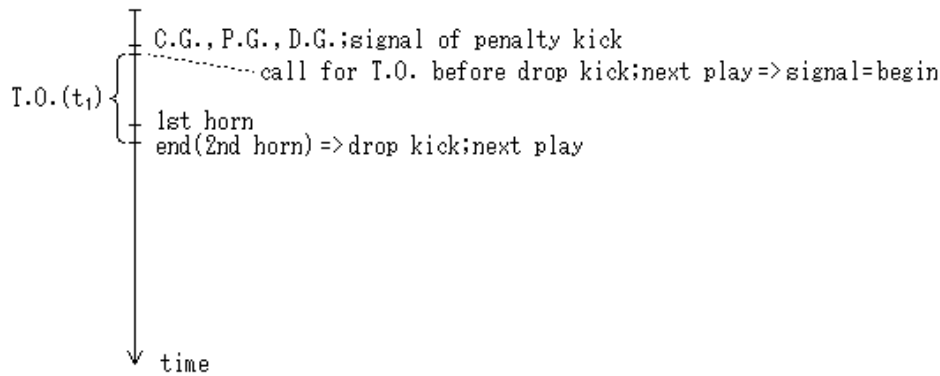 C.G., P.G., D.G.;signal of penalty kick
call for T.O. before drop kick;next play=>signal=begin
T.O.(t₁)
1st horn
end(2nd horn)=>drop kick;next play
time